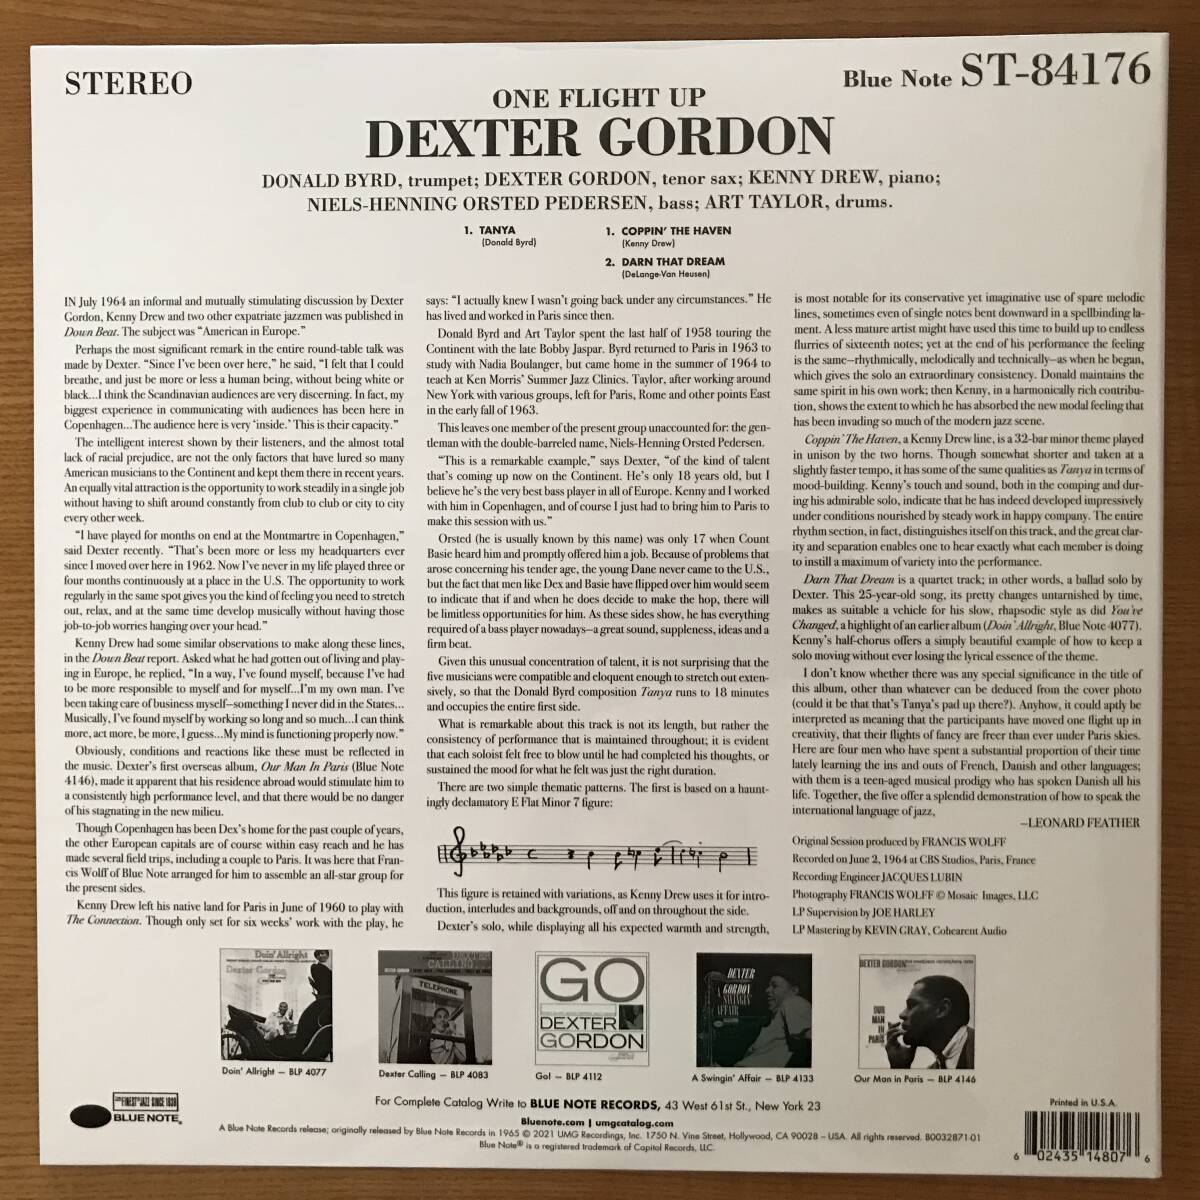 STEREO
Blue Note ST-84176
ONE FLIGHT UP
DEXTER GORDON
DONALD BYRD, trumpet; DEXTER GORDON, tenor sax; KENNY DREW, piano;
NIELS-HENNING ORSTED PEDERSEN, bass; ART TAYLOR, drums.
1. TANYA
(Donald Byrd)
1. COPPIN' THE HAVEN
(Kenny Drew)
2. DARN THAT DREAM
(DeLange-Van Heusen)
IN July 1964 an informal and mutually stimulating discussion by Dexter
Gordon, Kenny Drew and two other expatriate jazzmen was published in
Down Beat. The subject was "American in Europe."
Perhaps the most significant remark in the entire round-table talk was
made by Dexter. "Since I've been over here," he said, "I felt that I could
breathe, and just be more or less a human being, without being white or
black...I think the Scandinavian audiences are very discerning. In fact, my
biggest experience in communicating with audiences has been here in
Copenhagen...The audience here is very 'inside.' This is their capacity."
The intelligent interest shown by their listeners, and the almost total
lack of racial prejudice, are not the only factors that have lured so many
American musicians to the Continent and kept them there in recent years.
An equally vital attraction is the opportunity to work steadily in a single job
without having to shift around constantly from club to club or city to city
every other week.
"I have played for months on end at the Montmartre in Copenhagen,"
said Dexter recently. "That's been more or less my headquarters ever
since I moved over here in 1962. Now I've never in my life played three or
four months continuously at a place in the U.S. The opportunity to work
regularly in the same spot gives you the kind of feeling you need to stretch
out, relax, and at the same time develop musically without having those
job-to-job worries hanging over your head."
Kenny Drew had some similar observations to make along these lines,
in the Down Beat report. Asked what he had gotten out of living and play-
ing in Europe, he replied, "In a way, I've found myself, because I've had
to be more responsible to myself and for myself...I'm my own man. I've
been taking care of business myself—something I never did in the States...
Musically, I've found myself by working so long and so much...I can think
more, act more, be more, I guess...My mind is functioning properly now."
Obviously, conditions and reactions like these must be reflected in
the music. Dexter's first overseas album, Our Man In Paris (Blue Note
4146), made it apparent that his residence abroad would stimulate him to
a consistently high performance level, and that there would be no danger
of his stagnating in the new milieu.
Though Copenhagen has been Dex's home for the past couple of years,
the other European capitals are of course within easy reach and he has
made several field trips, including a couple to Paris. It was here that Fran-
cis Wolff of Blue Note arranged for him to assemble an all-star group for
the present sides.
Kenny Drew left his native land for Paris in June of 1960 to play with
The Connection. Though only set for six weeks' work with the play, he
says: "I actually knew I wasn't going back under any circumstances." He
has lived and worked in Paris since then.
Donald Byrd and Art Taylor spent the last half of 1958 touring the
Continent with the late Bobby Jaspar. Byrd returned to Paris in 1963 to
study with Nadia Boulanger, but came home in the summer of 1964 to
teach at Ken Morris' Summer Jazz Clinics. Taylor, after working around
New York with various groups, left for Paris, Rome and other points East
in the early fall of 1963.
This leaves one member of the present group unaccounted for: the gen-
tleman with the double-barreled name, Niels-Henning Orsted Pedersen.
"This is a remarkable example," says Dexter, "of the kind of talent
that's coming up now on the Continent. He's only 18 years old, but I
believe he's the very best bass player in all of Europe. Kenny and I worked
with him in Copenhagen, and of course I just had to bring him to Paris to
make this session with us."
Orsted (he is usually known by this name) was only 17 when Count
Basie heard him and promptly offered him a job. Because of problems that
arose concerning his tender age, the young Dane never came to the U.S.,
but the fact that men like Dex and Basie have flipped over him would seem
to indicate that if and when he does decide to make the hop, there will
be limitless opportunities for him. As these sides show, he has everything
required of a bass player nowadays—a great sound, suppleness, ideas and a
firm beat.
Given this unusual concentration of talent, it is not surprising that the
five musicians were compatible and eloquent enough to stretch out exten-
sively, so that the Donald Byrd composition Tanya runs to 18 minutes
and occupies the entire first side.
What is remarkable about this track is not its length, but rather the
consistency of performance that is maintained throughout; it is evident
that each soloist felt free to blow until he had completed his thoughts, or
sustained the mood for what he felt was just the right duration.
There are two simple thematic patterns. The first is based on a haunt-
ingly declamatory E Flat Minor 7 figure:
This figure is retained with variations, as Kenny Drew uses it for intro-
duction, interludes and backgrounds, off and on throughout the side.
Dexter's solo, while displaying all his expected warmth and strength,
is most notable for its conservative yet imaginative use of spare melodic
lines, sometimes even of single notes bent downward in a spellbinding la-
ment. A less mature artist might have used this time to build up to endless
flurries of sixteenth notes; yet at the end of his performance the feeling
is the same—rhythmically, melodically and technically—as when he began,
which gives the solo an extraordinary consistency. Donald maintains the
same spirit in his own work; then Kenny, in a harmonically rich contribu-
tion, shows the extent to which he has absorbed the new modal feeling that
has been invading so much of the modern jazz scene.
Coppin' The Haven, a Kenny Drew line, is a 32-bar minor theme played
in unison by the two horns. Though somewhat shorter and taken at a
slightly faster tempo, it has some of the same qualities as Tanya in terms of
mood-building. Kenny's touch and sound, both in the comping and dur-
ing his admirable solo, indicate that he has indeed developed impressively
under conditions nourished by steady work in happy company. The entire
rhythm section, in fact, distinguishes itself on this track, and the great clar-
ity and separation enables one to hear exactly what each member is doing
to instill a maximum of variety into the performance.
Darn That Dream is a quartet track; in other words, a ballad solo by
Dexter. This 25-year-old song, its pretty changes untarnished by time,
makes as suitable a vehicle for his slow, rhapsodic style as did You've
Changed, a highlight of an earlier album (Doin' Allright, Blue Note 4077).
Kenny's half-chorus offers a simply beautiful example of how to keep a
solo moving without ever losing the lyrical essence of the theme.
I don't know whether there was any special significance in the title of
this album, other than whatever can be deduced from the cover photo
(could it be that that's Tanya's pad up there?). Anyhow, it could aptly be
interpreted as meaning that the participants have moved one flight up in
creativity, that their flights of fancy are freer than ever under Paris skies.
Here are four men who have spent a substantial proportion of their time
lately learning the ins and outs of French, Danish and other languages;
with them is a teen-aged musical prodigy who has spoken Danish all his
life. Together, the five offer a splendid demonstration of how to speak the
international language of jazz,
—LEONARD FEATHER
Original Session produced by FRANCIS WOLFF
Recorded on June 2, 1964 at CBS Studios, Paris, France
Recording Engineer JACQUES LUBIN
Photography FRANCIS WOLFF © Mosaic Images, LLC
LP Supervision by JOE HARLEY
LP Mastering by KEVIN GRAY, Cohearent Audio
Doin' Allright
Dexter Gordon
DEXTER
CALLING...
TELEPHONE
GO
DEXTER
GORDON
DEXTER
GORDON
A SWINGIN'
AFFAIR
DEXTER GORDON
OUR
MAN
IN
PARIS
Doin' Allright — BLP 4077
Dexter Calling — BLP 4083
Go! — BLP 4112
A Swingin' Affair — BLP 4133
Our Man in Paris — BLP 4146
THE FINEST IN JAZZ SINCE 1939
BLUE NOTE.
For Complete Catalog Write to BLUE NOTE RECORDS, 43 West 61st St., New York 23
Bluenote.com | umgcatalog.com
A Blue Note Records release; originally released by Blue Note Records in 1965 © 2021 UMG Recordings, Inc. 1750 N. Vine Street, Hollywood, CA 90028 – USA. All rights reserved. B0032871-01
Blue Note® is a registered trademark of Capitol Records, LLC.
Printed in U.S.A.
6 02435 14807 6